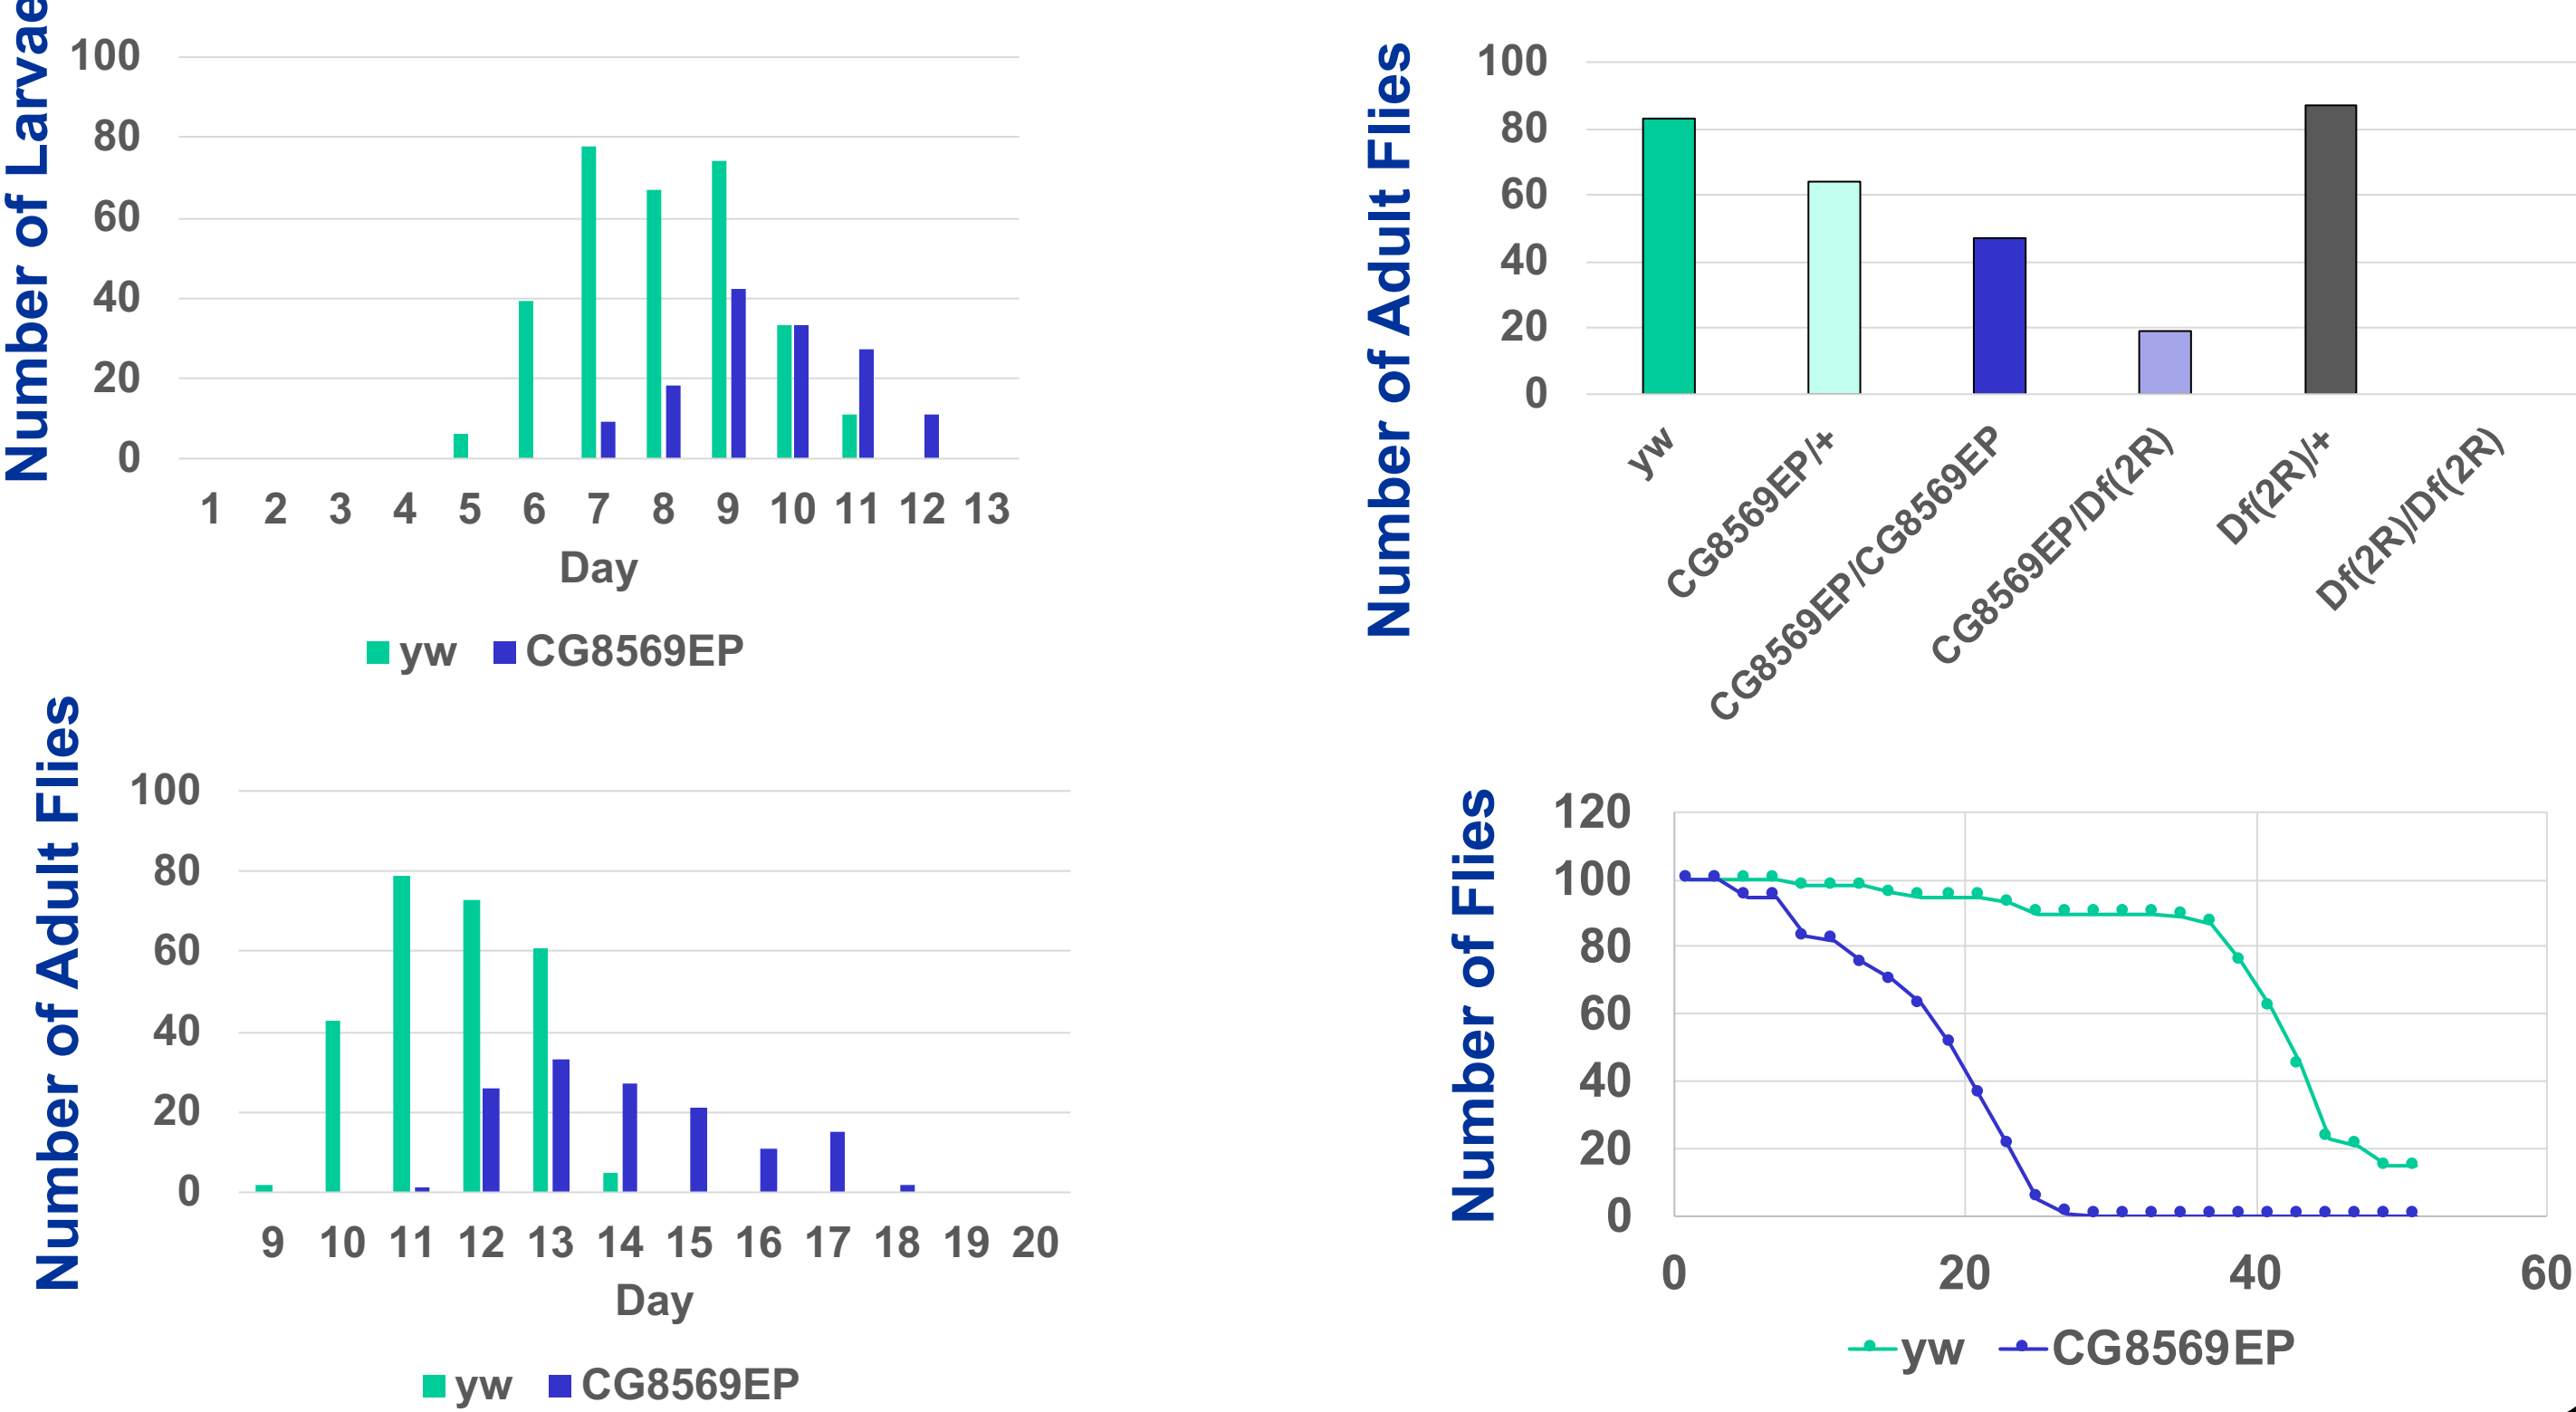 Number of Larvae
100
80
60
40
20
0
1 2 3 4 5 6 7 8 9 10 11 12 13
Day
yw CG8569EP
Number of Adult Flies
100
80
60
40
20
0
yw
CG8569EP/+
CG8569EP/CG8569EP
CG8569EP/Df(2R)
Df(2R)/+
Df(2R)/Df(2R)
Number of Adult Flies
100
80
60
40
20
0
9 10 11 12 13 14 15 16 17 18 19 20
Day
yw CG8569EP
Number of Flies
120
100
80
60
40
20
0
0 20 40 60
yw CG8569EP